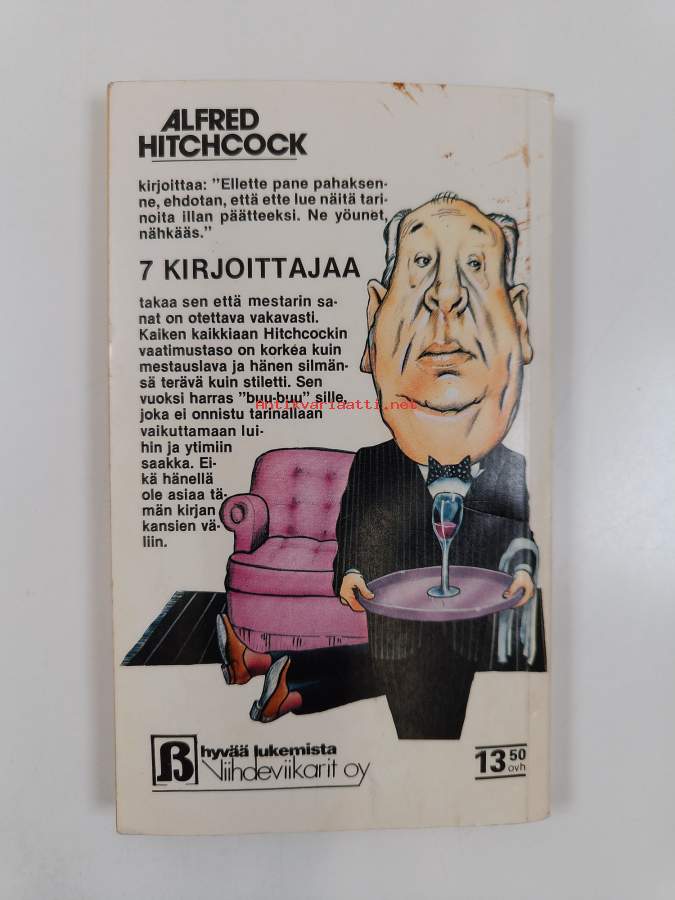 ALFRED
HITCHCOCK
kirjoittaa: "Ellette pane pahaksen-
ne, ehdotan, että ette lue näitä tari-
noita illan päätteeksi. Ne yöunet,
nähkääs."
7 KIRJOITTAJAA
takaa sen että mestarin sa-
nat on otettava vakavasti.
Kaiken kaikkiaan Hitchcockin
vaatimustaso on korkea kuin
mestauslava ja hänen silmän-
sä terävä kuin stiletti. Sen
vuoksi harras "buu-buu" sille,
joka ei onnistu tarinallaan
vaikuttamaan lui-
hin ja ytimiin
saakka. Ei-
kä hänellä
ole asiaa tä-
män kirjan
kansien vä-
liin.
Antikvariaatti.net
hyvää lukemista
Viihdeviikarit oy
13 50
ovh